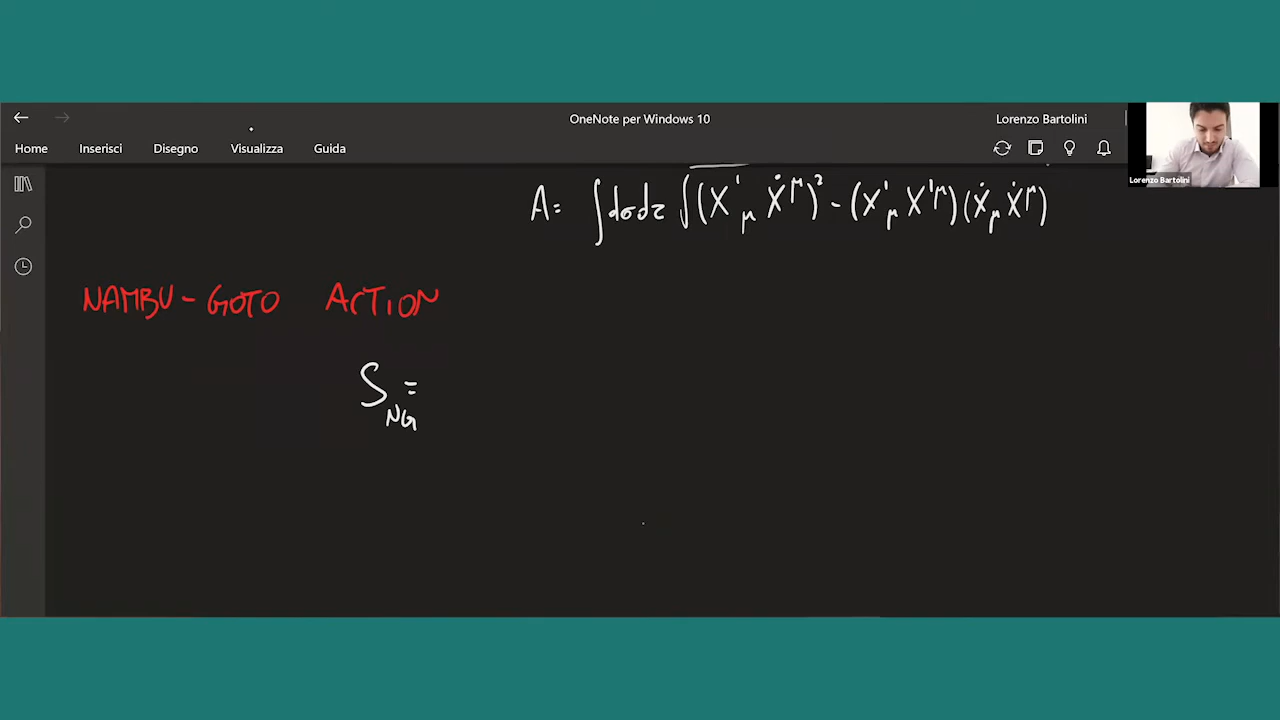 OneNote per Windows 10
Lorenzo Bartolini
Home Inserisci Disegno Visualizza Guida
Lorenzo Bartolini
A= ∫dσdτ √(X'_μ Ẋ^μ)² - (X'_μ X'^μ)(Ẋ_μ Ẋ^μ)
NAMBU-GOTO ACTION
S_NG =